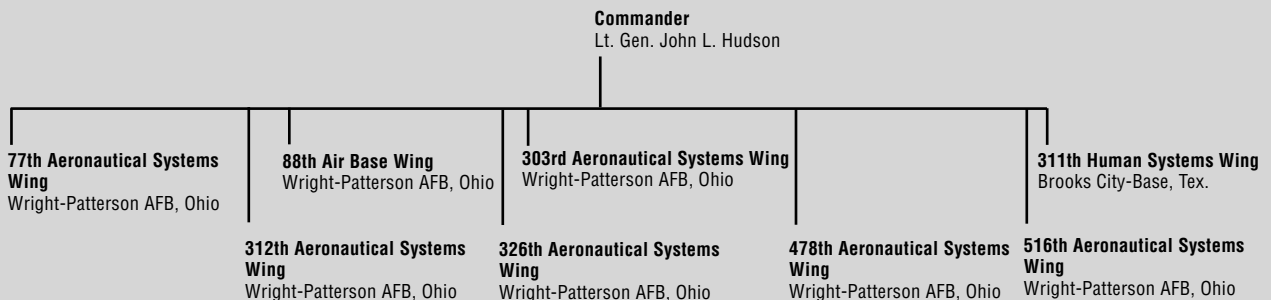 Commander
Lt. Gen. John L. Hudson
77th Aeronautical Systems
Wing
Wright-Patterson AFB, Ohio
88th Air Base Wing
Wright-Patterson AFB, Ohio
303rd Aeronautical Systems Wing
Wright-Patterson AFB, Ohio
311th Human Systems Wing
Brooks City-Base, Tex.
312th Aeronautical Systems
Wing
Wright-Patterson AFB, Ohio
326th Aeronautical Systems
Wing
Wright-Patterson AFB, Ohio
478th Aeronautical Systems
Wing
Wright-Patterson AFB, Ohio
516th Aeronautical Systems
Wing
Wright-Patterson AFB, Ohio